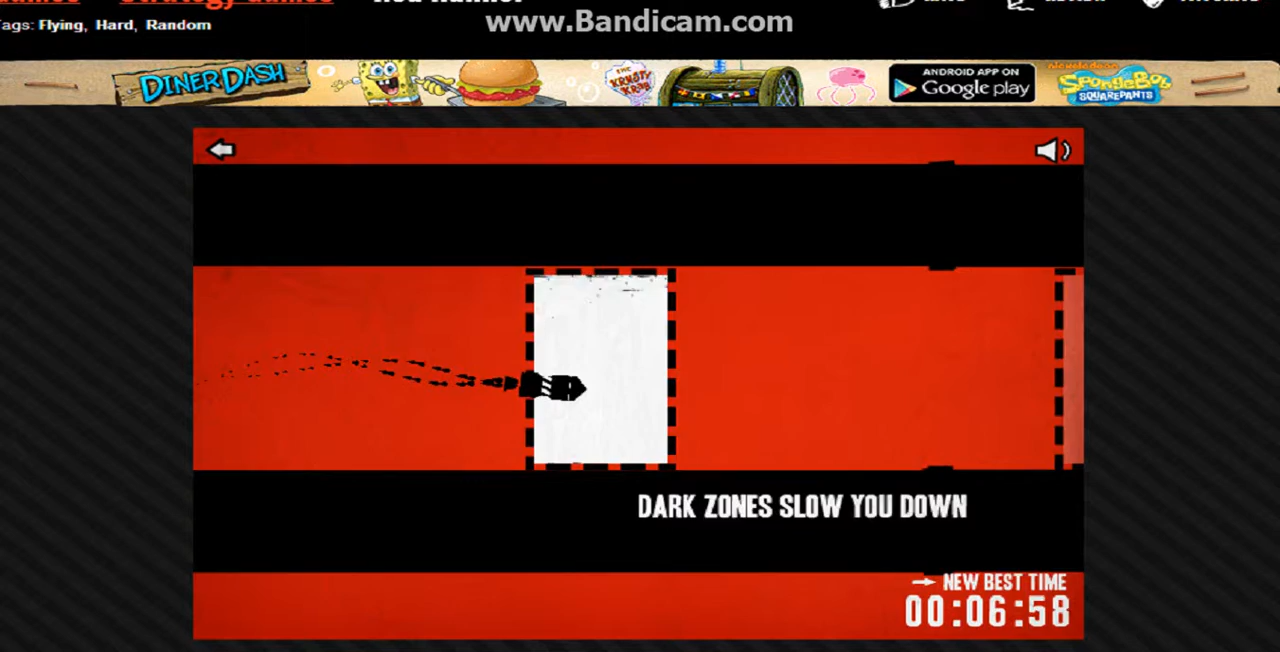 www.Bandicam.com
Tags: Flying, Hard, Random
DINER DASH
THE KRUSTY KRAB
ANDROID APP ON
Google play
nickelodeon
SPONGEBOB
SQUAREPANTS
DARK ZONES SLOW YOU DOWN
→ NEW BEST TIME
00:06:58